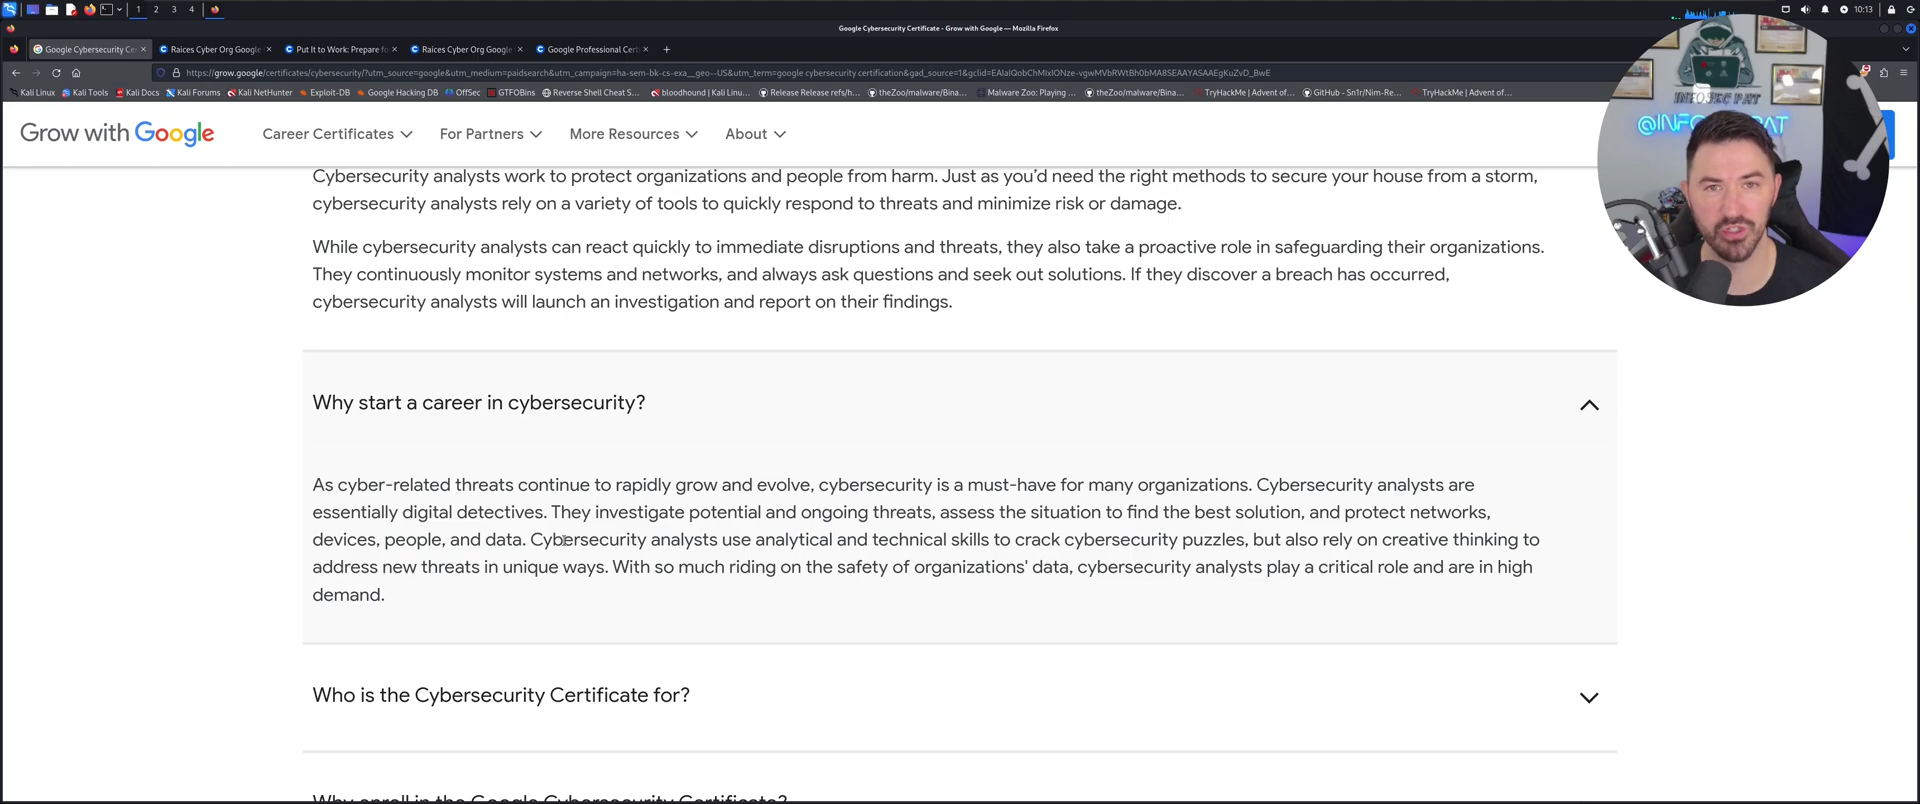 1 2 3 4
10:13
Google Cybersecurity Certificate - Grow with Google — Mozilla Firefox
Google Cybersecurity Cer
Raices Cyber Org Google
Put It to Work: Prepare for
Raices Cyber Org Google
Google Professional Cert
https://grow.google/certificates/cybersecurity/?utm_source=google&utm_medium=paidsearch&utm_campaign=ha-sem-bk-cs-exa__geo--US&utm_term=google cybersecurity certification&gad_source=1&gclid=
Kali Linux
Kali Tools
Kali Docs
Kali Forums
Kali NetHunter
Exploit-DB
Google Hacking DB
OffSec
GTFOBins
Reverse Shell Cheat S...
bloodhound | Kali Linu...
Release Release refs/h...
theZoo/malware/Bina...
Malware Zoo: Playing ...
theZoo/malware/Bina...
TryHackMe | Advent of...
GitHub - Sn1r/Nim-Re...
TryHackMe | Advent of...
Grow with Google
Career Certificates
For Partners
More Resources
About
INFOSEC PAT
Cybersecurity analysts work to protect organizations and people from harm. Just as you'd need the right methods to secure your house from a storm,
cybersecurity analysts rely on a variety of tools to quickly respond to threats and minimize risk or damage.
While cybersecurity analysts can react quickly to immediate disruptions and threats, they also take a proactive role in safeguarding their organizations.
They continuously monitor systems and networks, and always ask questions and seek out solutions. If they discover a breach has occurred,
cybersecurity analysts will launch an investigation and report on their findings.
Why start a career in cybersecurity?
As cyber-related threats continue to rapidly grow and evolve, cybersecurity is a must-have for many organizations. Cybersecurity analysts are
essentially digital detectives. They investigate potential and ongoing threats, assess the situation to find the best solution, and protect networks,
devices, people, and data. Cybersecurity analysts use analytical and technical skills to crack cybersecurity puzzles, but also rely on creative thinking to
address new threats in unique ways. With so much riding on the safety of organizations' data, cybersecurity analysts play a critical role and are in high
demand.
Who is the Cybersecurity Certificate for?
Why enroll in the Google Cybersecurity Certificate?